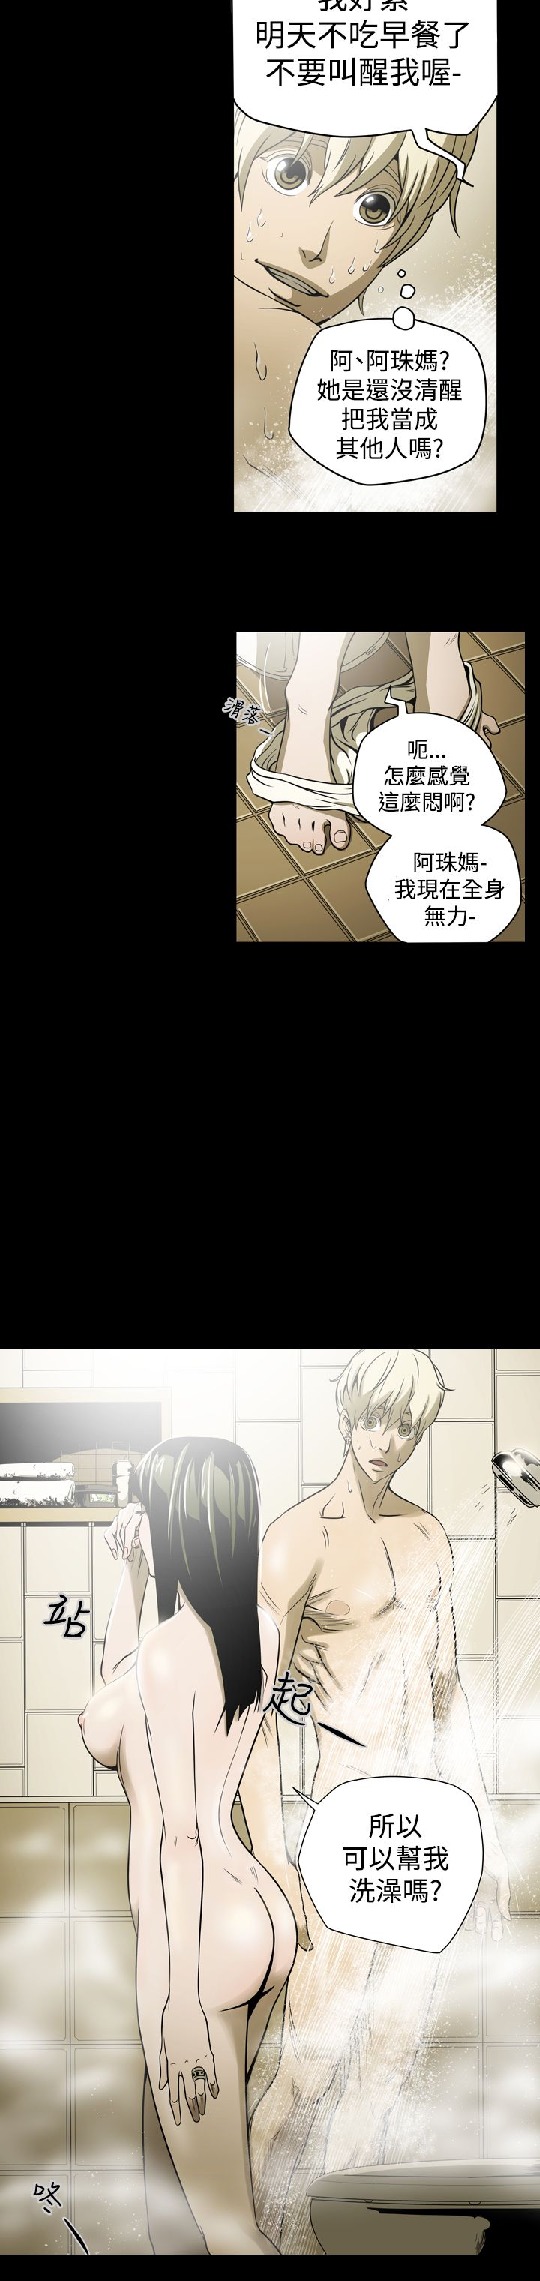 我好累
明天不吃早餐了
不要叫醒我喔-
阿、阿珠媽?
她是還沒清醒
把我當成
其他人嗎?
滑落-
呃...
怎麼感覺
這麼悶啊?
阿珠媽-
我現在全身
無力-
站
起
所以
可以幫我
洗澡嗎?
咚